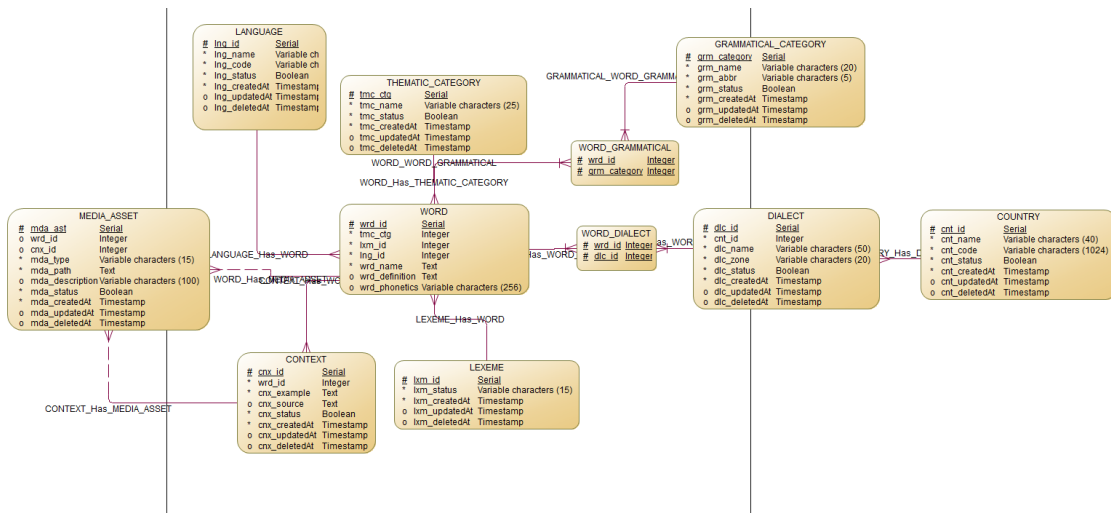 LANGUAGE
# lng_id Serial
* lng_name Variable ch
* lng_code Variable ch
* lng_status Boolean
* lng_createdAt Timestamp
o lng_updatedAt Timestamp
o lng_deletedAt Timestamp
THEMATIC_CATEGORY
# tmc_ctg Serial
* tmc_name Variable characters (25)
* tmc_status Boolean
* tmc_createdAt Timestamp
o tmc_updatedAt Timestamp
o tmc_deletedAt Timestamp
GRAMMATICAL_CATEGORY
# grm_category Serial
* grm_name Variable characters (20)
* grm_abbr Variable characters (5)
* grm_status Boolean
* grm_createdAt Timestamp
o grm_updatedAt Timestamp
o grm_deletedAt Timestamp
GRAMMATICAL_WORD_GRAMM
WORD_GRAMMATICAL
# wrd_id Integer
# grm_category Integer
WORD_WORD_GRAMMATICAL
WORD_Has_THEMATIC_CATEGORY
MEDIA_ASSET
# mda_ast Serial
o wrd_id Integer
o cnx_id Integer
* mda_type Variable characters (15)
* mda_path Text
o mda_description Variable characters (100)
* mda_status Boolean
* mda_createdAt Timestamp
o mda_updatedAt Timestamp
o mda_deletedAt Timestamp
WORD
# wrd_id Serial
* tmc_ctg Integer
* lxm_id Integer
* lng_id Integer
* wrd_name Text
o wrd_definition Text
o wrd_phonetics Variable characters (256)
WORD_DIALECT
# wrd_id Integer
# dlc_id Integer
DIALECT
# dlc_id Serial
* cnt_id Integer
* dlc_name Variable characters (50)
* dlc_zone Variable characters (20)
* dlc_status Boolean
* dlc_createdAt Timestamp
o dlc_updatedAt Timestamp
o dlc_deletedAt Timestamp
COUNTRY
# cnt_id Serial
* cnt_name Variable characters (40)
* cnt_code Variable characters (1024)
* cnt_status Boolean
* cnt_createdAt Timestamp
o cnt_updatedAt Timestamp
o cnt_deletedAt Timestamp
LANGUAGE_Has_WORD
LEXEME_Has_WORD
CONTEXT
# cnx_id Serial
* wrd_id Integer
* cnx_example Text
o cnx_source Text
* cnx_status Boolean
* cnx_createdAt Timestamp
o cnx_updatedAt Timestamp
o cnx_deletedAt Timestamp
LEXEME
# lxm_id Serial
* lxm_status Variable characters (15)
* lxm_createdAt Timestamp
o lxm_updatedAt Timestamp
o lxm_deletedAt Timestamp
CONTEXT_Has_MEDIA_ASSET